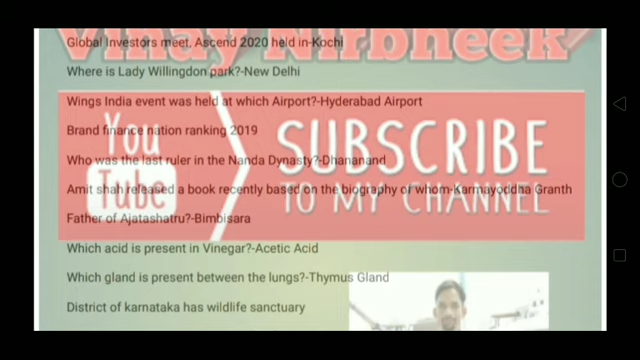 Vinay Nirbheek
Global Investors meet, Ascend 2020 held in-Kochi
Where is Lady Willingdon park?-New Delhi
Wings India event was held at which Airport?-Hyderabad Airport
Brand finance nation ranking 2019
Who was the last ruler in the Nanda Dynasty?-Dhananand
Amit shah released a book recently based on the biography of whom-Karmayoddha Granth
Father of Ajatashatru?-Bimbisara
Which acid is present in Vinegar?-Acetic Acid
Which gland is present between the lungs?-Thymus Gland
District of karnataka has wildlife sanctuary
You
Tube
SUBSCRIBE
TO MY CHANNEL